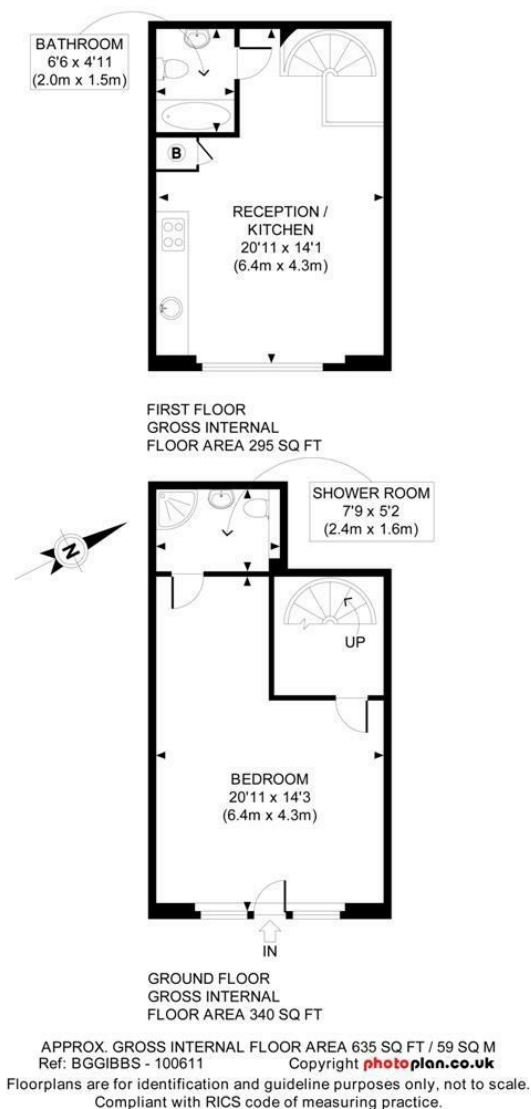 BATHROOM
6'6 x 4'11
(2.0m x 1.5m)
B
RECEPTION /
KITCHEN
20'11 x 14'1
(6.4m x 4.3m)
FIRST FLOOR
GROSS INTERNAL
FLOOR AREA 295 SQ FT
SHOWER ROOM
7'9 x 5'2
(2.4m x 1.6m)
N
UP
BEDROOM
20'11 x 14'3
(6.4m x 4.3m)
IN
GROUND FLOOR
GROSS INTERNAL
FLOOR AREA 340 SQ FT
APPROX. GROSS INTERNAL FLOOR AREA 635 SQ FT / 59 SQ M
Ref: BGGIBBS - 100611 Copyright photoplan.co.uk
Floorplans are for identification and guideline purposes only, not to scale.
Compliant with RICS code of measuring practice.